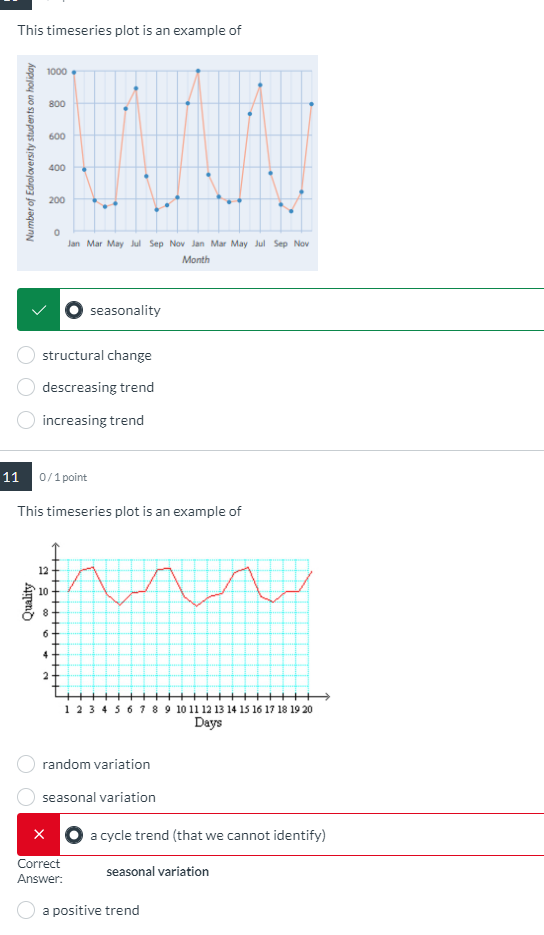 This timeseries plot is an example of
Number of Edroloversity students on holiday
1000
800
600
400
200
0
Jan Mar May Jul Sep Nov Jan Mar May Jul Sep Nov
Month
seasonality
structural change
descreasing trend
increasing trend
11 0 / 1 point
This timeseries plot is an example of
Quality
12
10
8
6
4
2
1 2 3 4 5 6 7 8 9 10 11 12 13 14 15 16 17 18 19 20
Days
random variation
seasonal variation
a cycle trend (that we cannot identify)
Correct
Answer:
seasonal variation
a positive trend